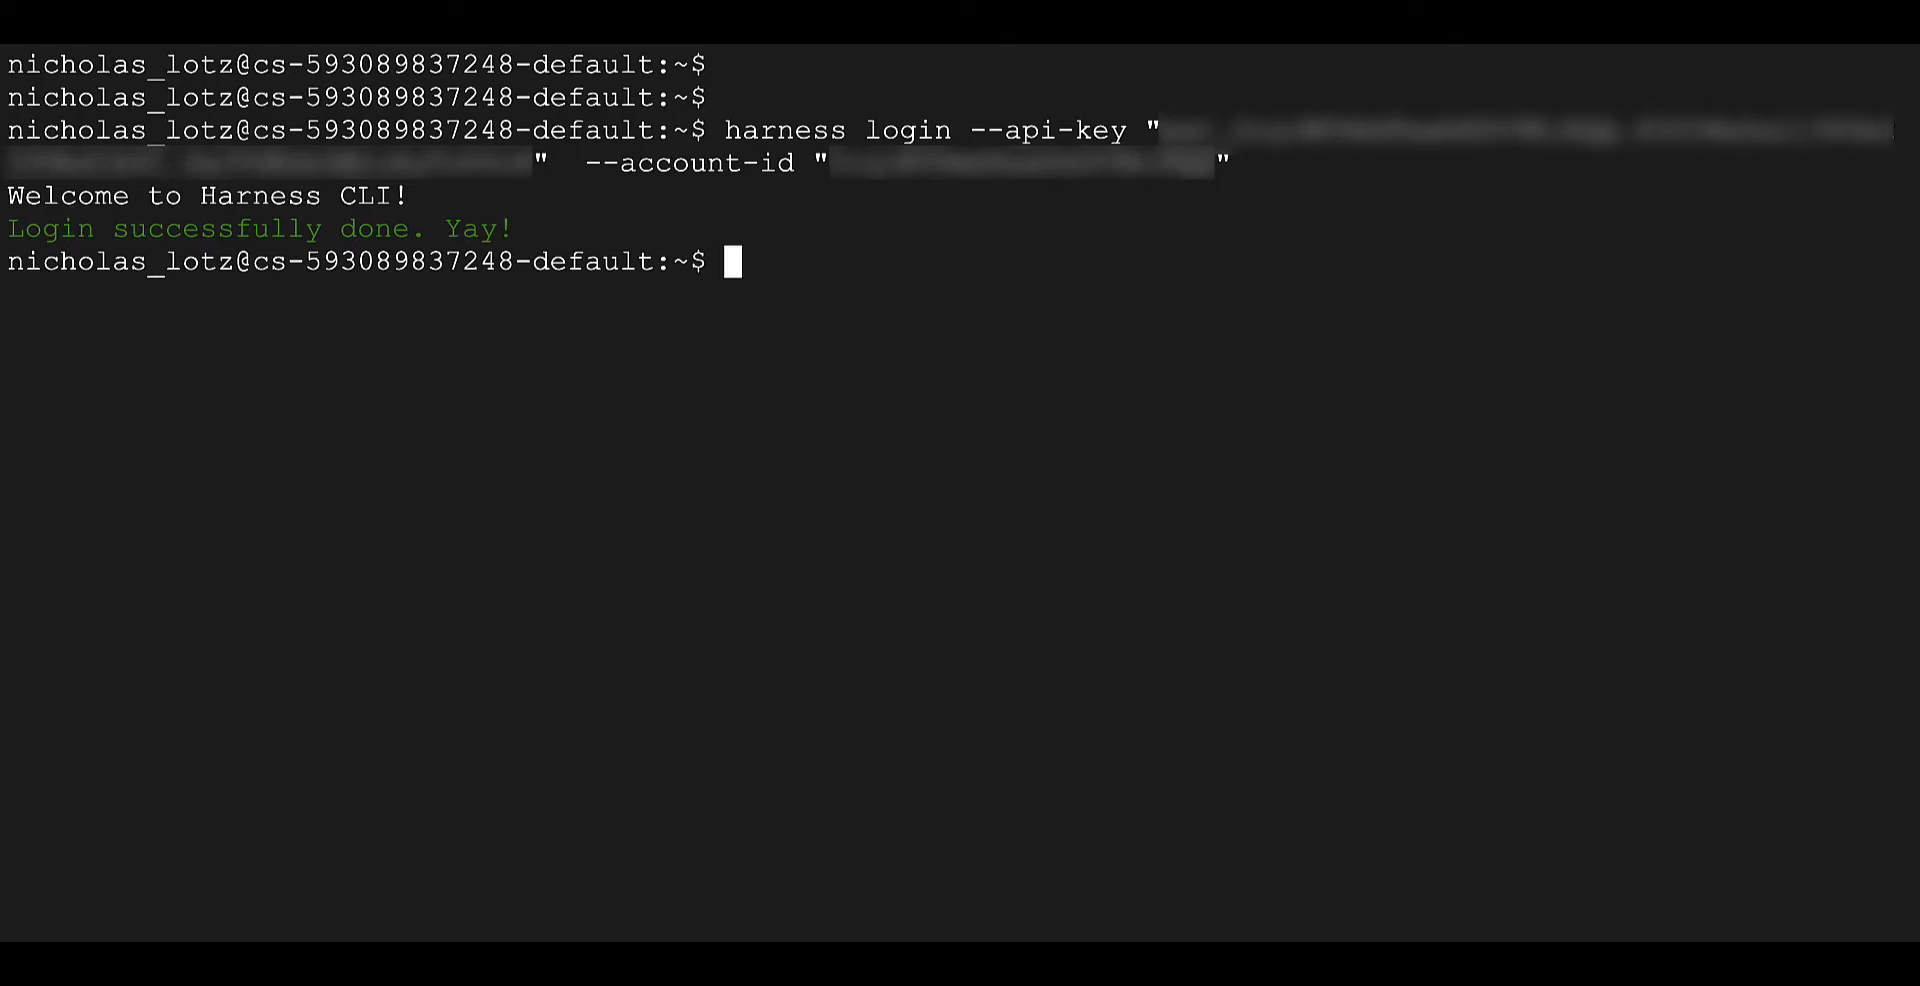 nicholas_lotz@cs-593089837248-default:~$
nicholas_lotz@cs-593089837248-default:~$
nicholas_lotz@cs-593089837248-default:~$ harness login --api-key "
"  --account-id "                      "
Welcome to Harness CLI!
Login successfully done. Yay!
nicholas_lotz@cs-593089837248-default:~$